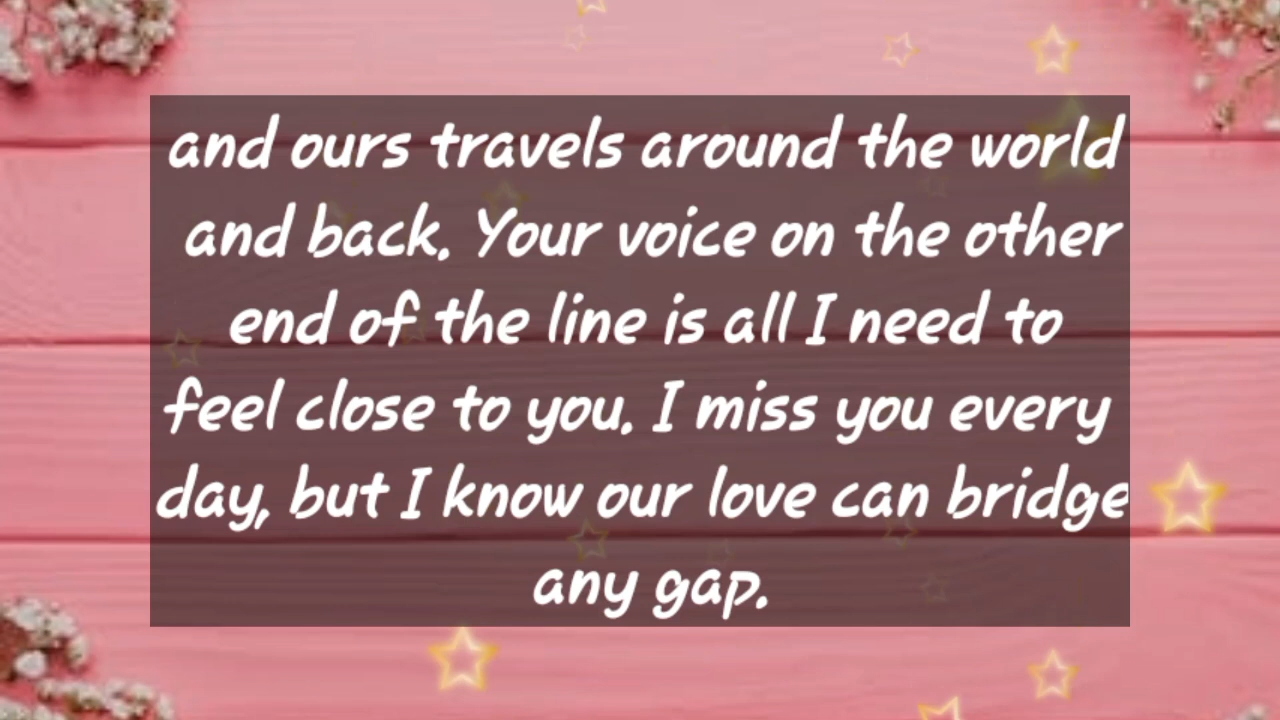 and ours travels around the world
and back. Your voice on the other
end of the line is all I need to
feel close to you. I miss you every
day, but I know our love can bridge
any gap.